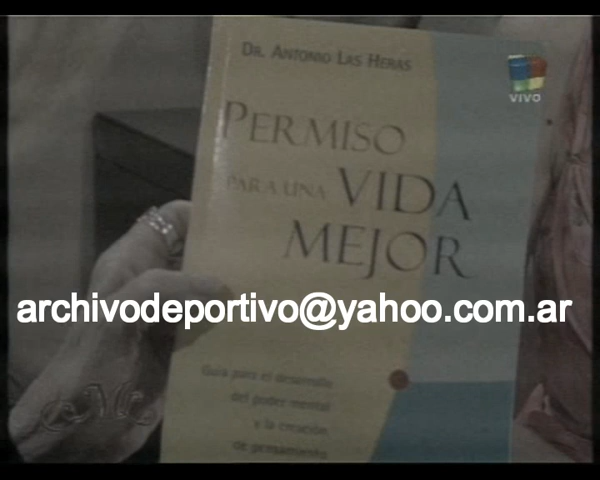 DR. ANTONIO LAS HERAS
VIVO
PERMISO
PARA UNA VIDA
MEJOR
archivodeportivo@yahoo.com.ar
Guía para el desarrollo
del poder mental
y la creación
de pensamiento